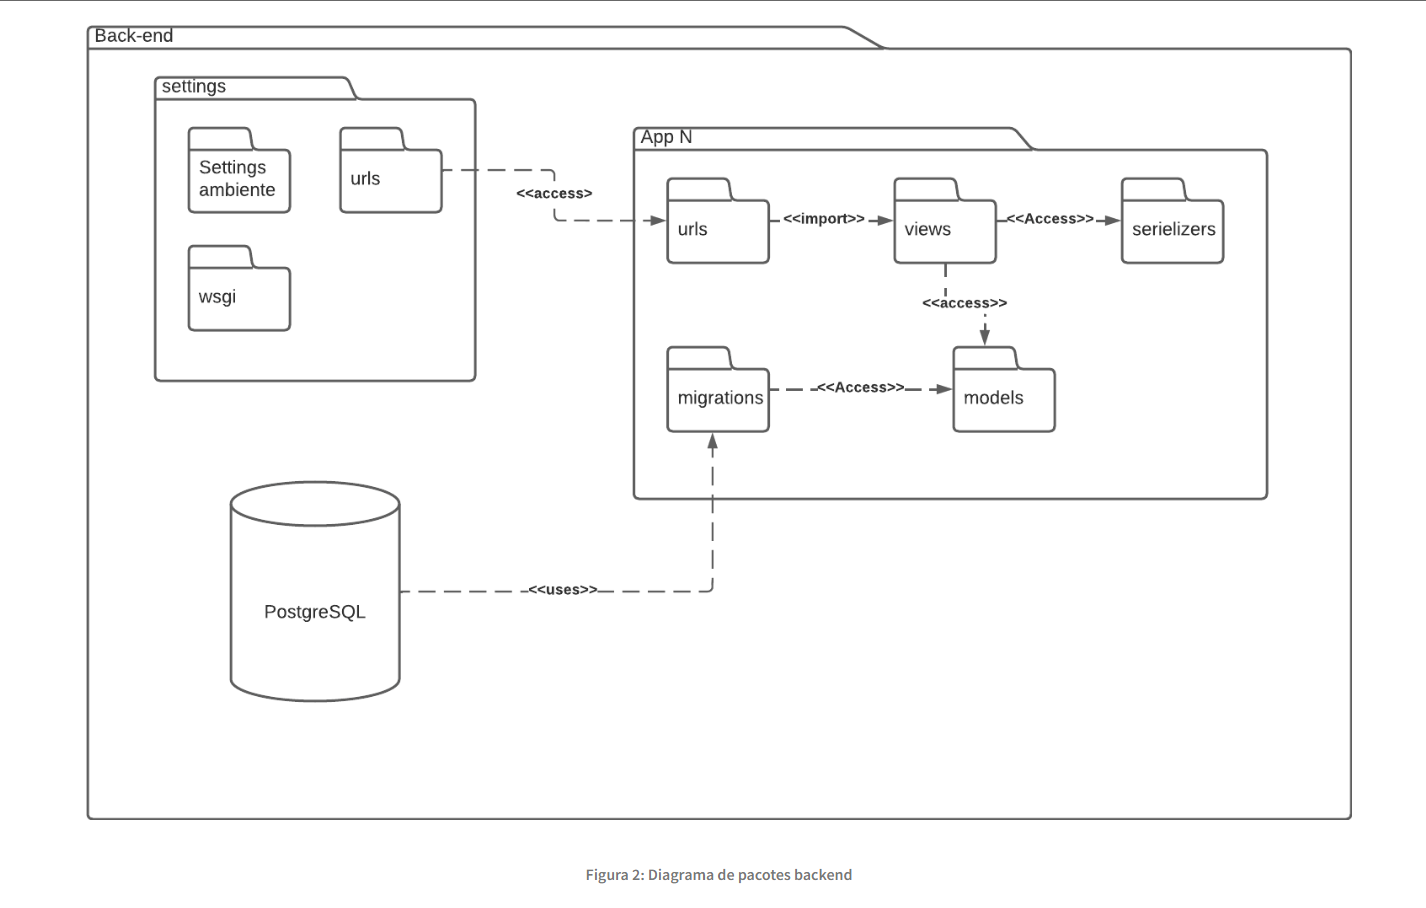 Back-end
settings
Settings
ambiente
urls
wsgi
<<access>
App N
urls
<<import>>
views
<<Access>>
serielizers
<<access>>
migrations
<<Access>>
models
PostgreSQL
<<uses>>
Figura 2: Diagrama de pacotes backend